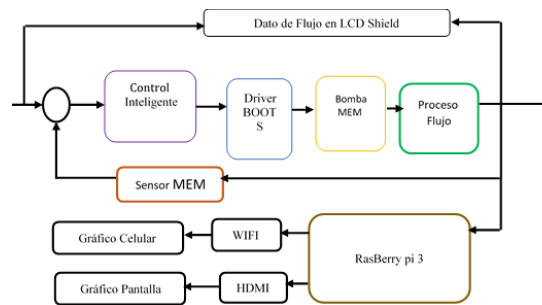 Dato de Flujo en LCD Shield
Control
Inteligente
Driver
BOOT
S
Bomba
MEM
Proceso
Flujo
Sensor MEM
Gráfico Celular
WIFI
RasBerry pi 3
Gráfico Pantalla
HDMI